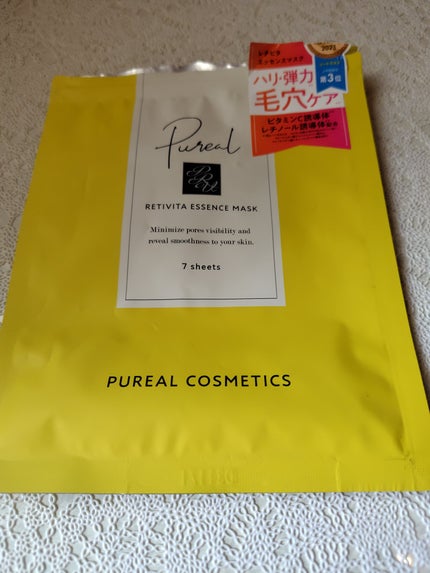 レチビタ
エッセンスマスク
2021
第3位
ハリ・弾力
毛穴ケア
ビタミンC誘導体
レチノール誘導体
Pureal
RETIVITA ESSENCE MASK
Minimize pores visibility and
reveal smoothness to your skin.
7 sheets
PUREAL COSMETICS